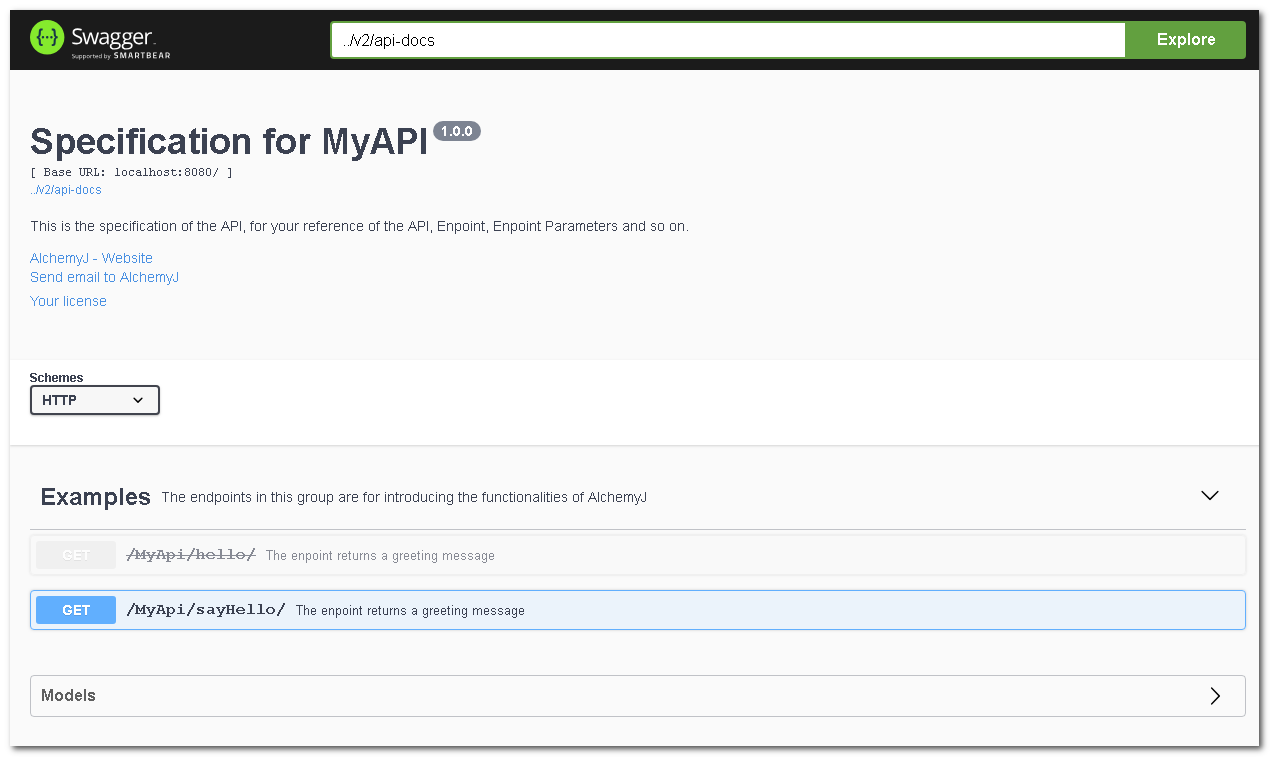 {...} Swagger
Supported by SMARTBEAR
../v2/api-docs
Explore
Specification for MyAPI 1.0.0
[ Base URL: localhost:8080/ ]
../v2/api-docs
This is the specification of the API, for your reference of the API, Enpoint, Enpoint Parameters and so on.
AlchemyJ - Website
Send email to AlchemyJ
Your license
Schemes
HTTP
Examples The endpoints in this group are for introducing the functionalities of AlchemyJ
GET /MyApi/hello/ The enpoint returns a greeting message
GET /MyApi/sayHello/ The enpoint returns a greeting message
Models